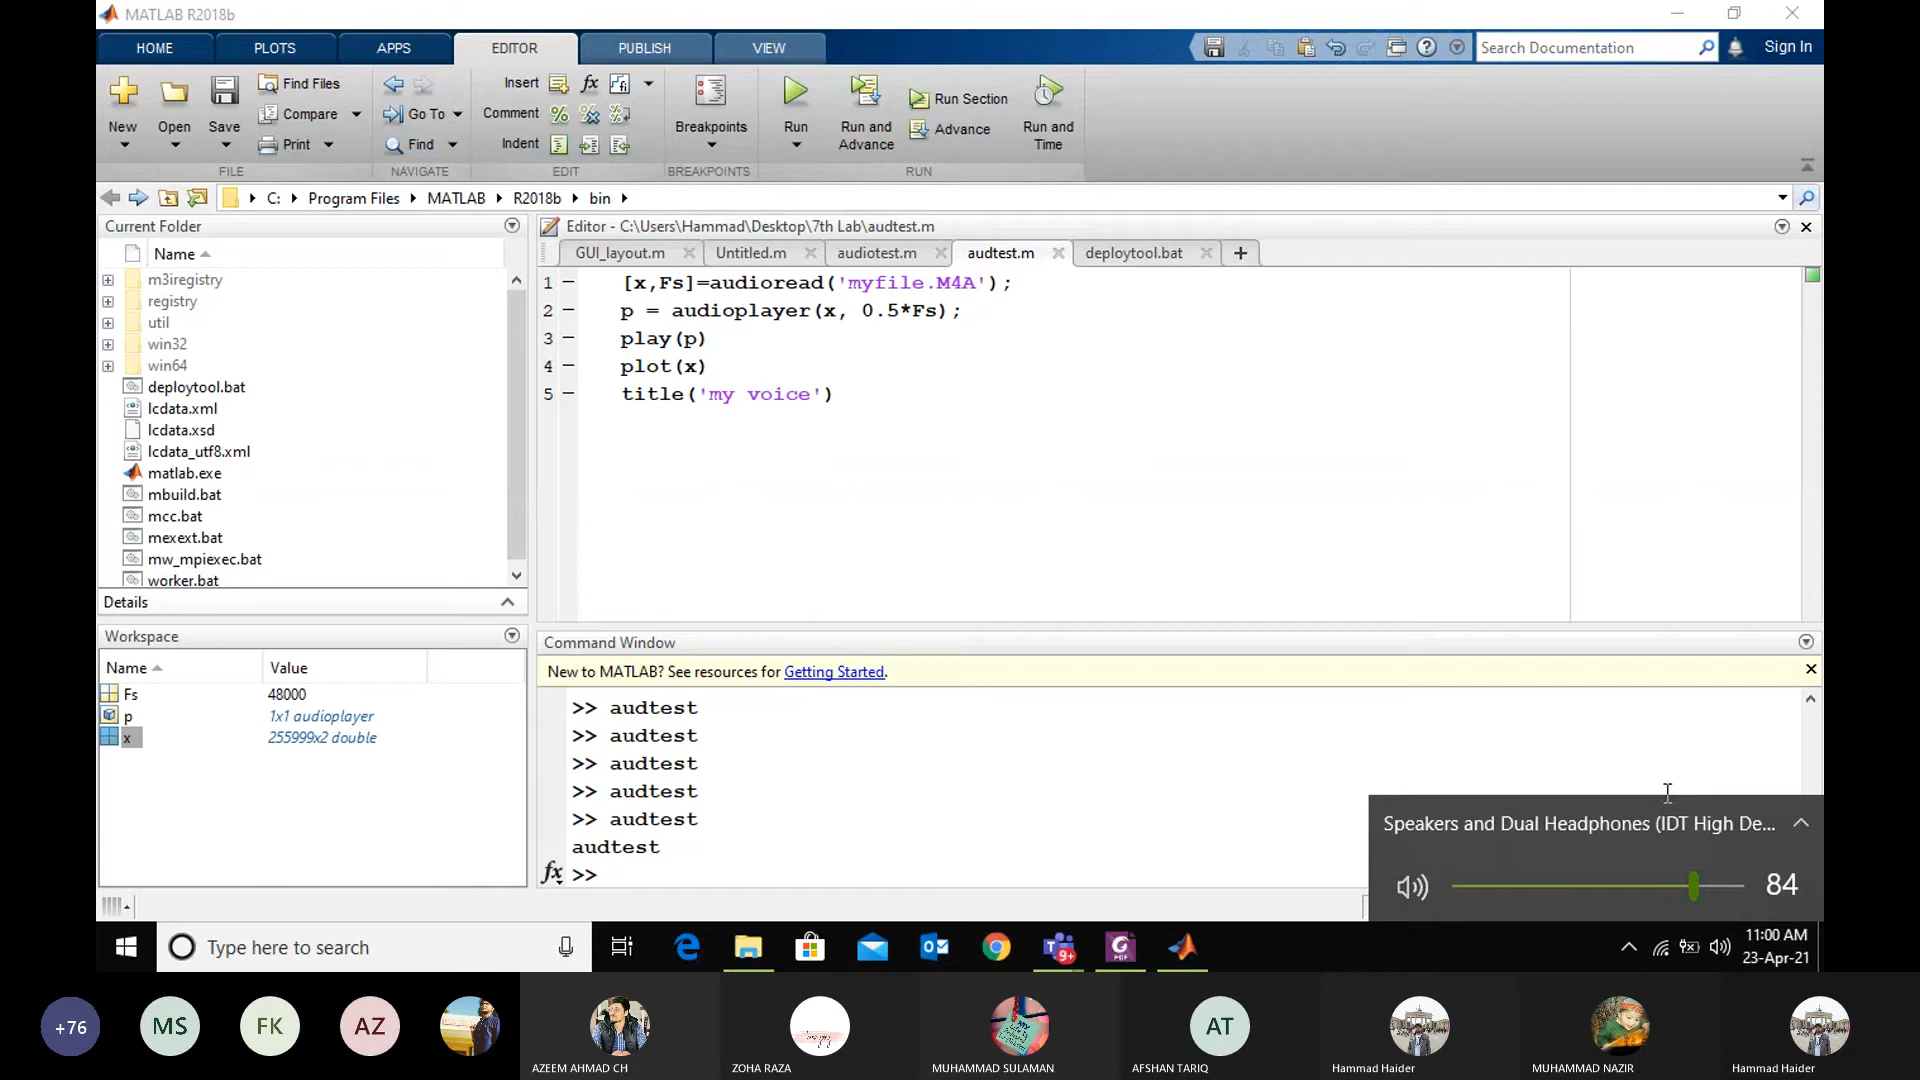 MATLAB R2018b
HOME PLOTS APPS EDITOR PUBLISH VIEW
Search Documentation
Sign In
New
Open
Save
Find Files
Compare
Print
FILE
Go To
Find
NAVIGATE
Insert
fx
Comment
Indent
EDIT
Breakpoints
BREAKPOINTS
Run
Run and Advance
Run Section
Advance
Run and Time
RUN
C: Program Files MATLAB R2018b bin
Current Folder
Name
m3iregistry
registry
util
win32
win64
deploytool.bat
lcdata.xml
lcdata.xsd
lcdata_utf8.xml
matlab.exe
mbuild.bat
mcc.bat
mexext.bat
mw_mpiexec.bat
worker.bat
Details
Workspace
Name Value
Fs 48000
p 1x1 audioplayer
x 255999x2 double
Editor - C:\Users\Hammad\Desktop\7th Lab\audtest.m
GUI_layout.m Untitled.m audiotest.m audtest.m deploytool.bat
1 [x,Fs]=audioread('myfile.M4A');
2 p = audioplayer(x, 0.5*Fs);
3 play(p)
4 plot(x)
5 title('my voice')
Command Window
New to MATLAB? See resources for Getting Started.
>> audtest
>> audtest
>> audtest
>> audtest
>> audtest
audtest
fx >>
Speakers and Dual Headphones (IDT High De...
84
Type here to search
9+
G
PDF
11:00 AM
23-Apr-21
+76
MS
FK
AZ
AZEEM AHMAD CH
ZOHA RAZA
MUHAMMAD SULAMAN
AT
AFSHAN TARIQ
Hammad Haider
MUHAMMAD NAZIR
Hammad Haider